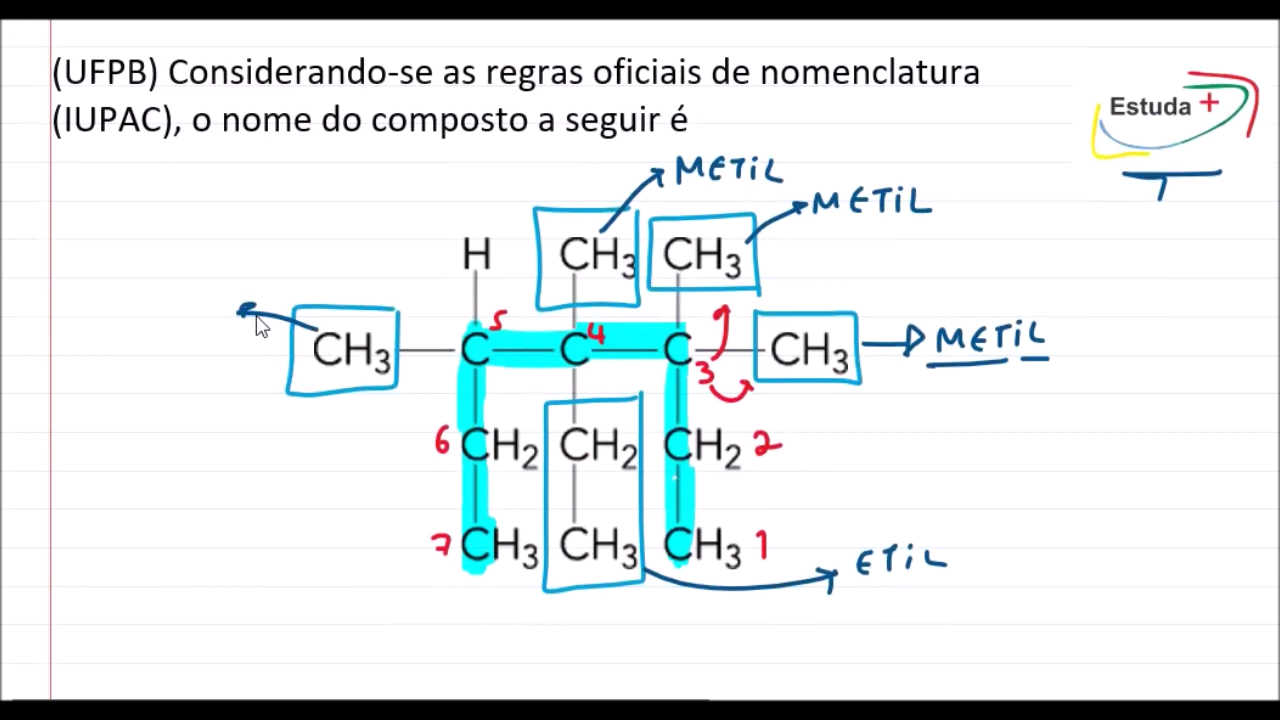 (UFPB) Considerando-se as regras oficiais de nomenclatura
(IUPAC), o nome do composto a seguir é
Estuda +
METIL
METIL
H CH3 CH3
CH3 C 5 C 4 C 3 CH3 METIL
6 CH2 CH2 CH2 2
7 CH3 CH3 CH3 1
ETIL